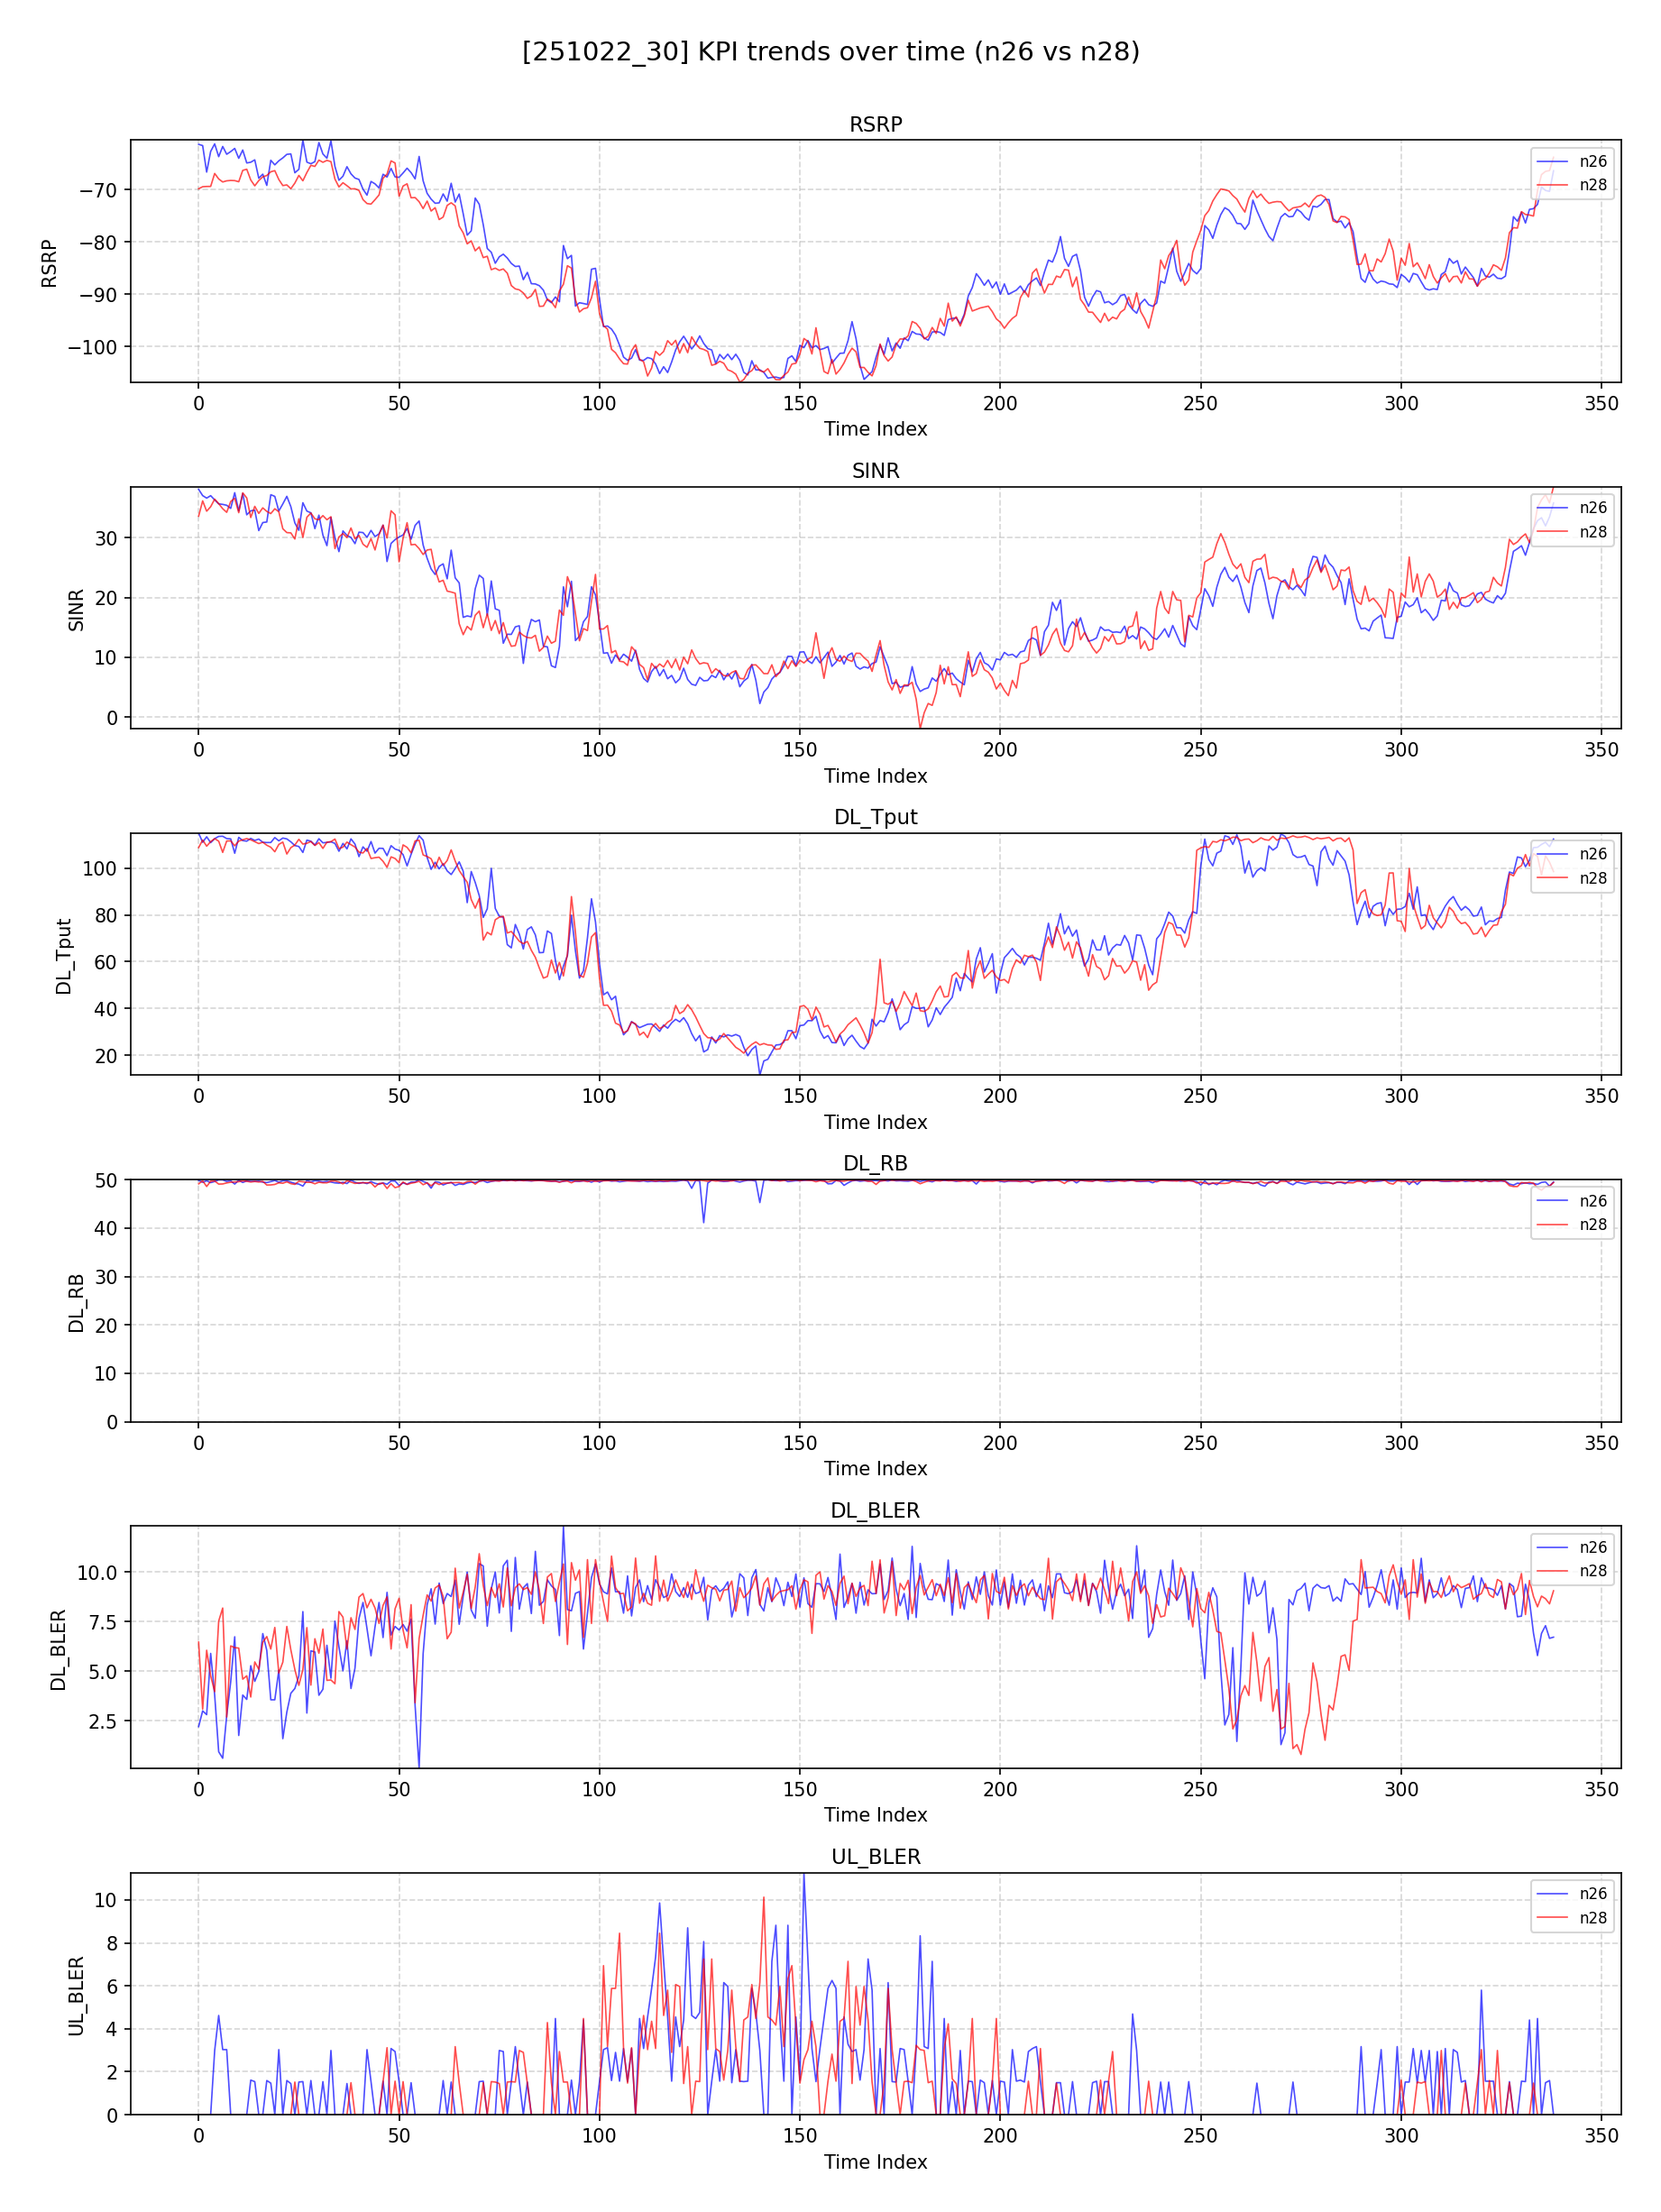 [251022_30] KPI trends over time (n26 vs n28)
RSRP
n26
n28
RSRP
−70
−80
−90
−100
0 50 100 150 200 250 300 350
Time Index
SINR
n26
n28
SINR
30
20
10
0
0 50 100 150 200 250 300 350
Time Index
DL_Tput
n26
n28
DL_Tput
100
80
60
40
20
0 50 100 150 200 250 300 350
Time Index
DL_RB
n26
n28
DL_RB
50
40
30
20
10
0
0 50 100 150 200 250 300 350
Time Index
DL_BLER
n26
n28
DL_BLER
10.0
7.5
5.0
2.5
0 50 100 150 200 250 300 350
Time Index
UL_BLER
n26
n28
UL_BLER
10
8
6
4
2
0
0 50 100 150 200 250 300 350
Time Index